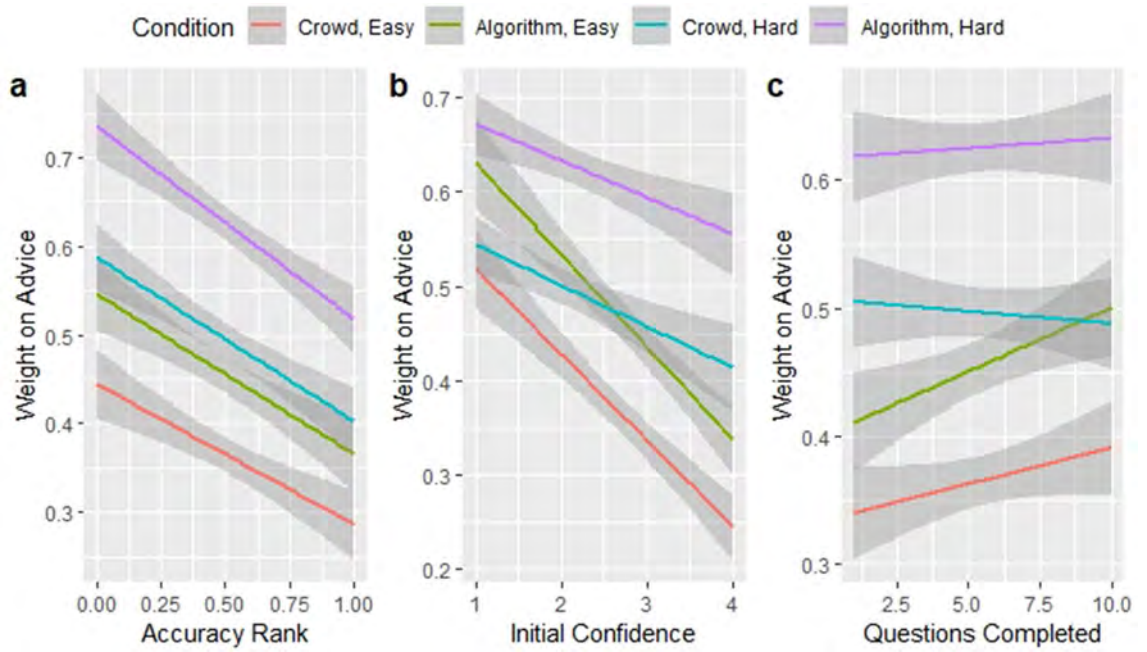 Condition Crowd, Easy Algorithm, Easy Crowd, Hard Algorithm, Hard
a
Weight on Advice
0.7
0.6
0.5
0.4
0.3
0.00 0.25 0.50 0.75 1.00
Accuracy Rank
b
Weight on Advice
0.7
0.6
0.5
0.4
0.3
0.2
1 2 3 4
Initial Confidence
c
Weight on Advice
0.6
0.5
0.4
0.3
2.5 5.0 7.5 10.0
Questions Completed